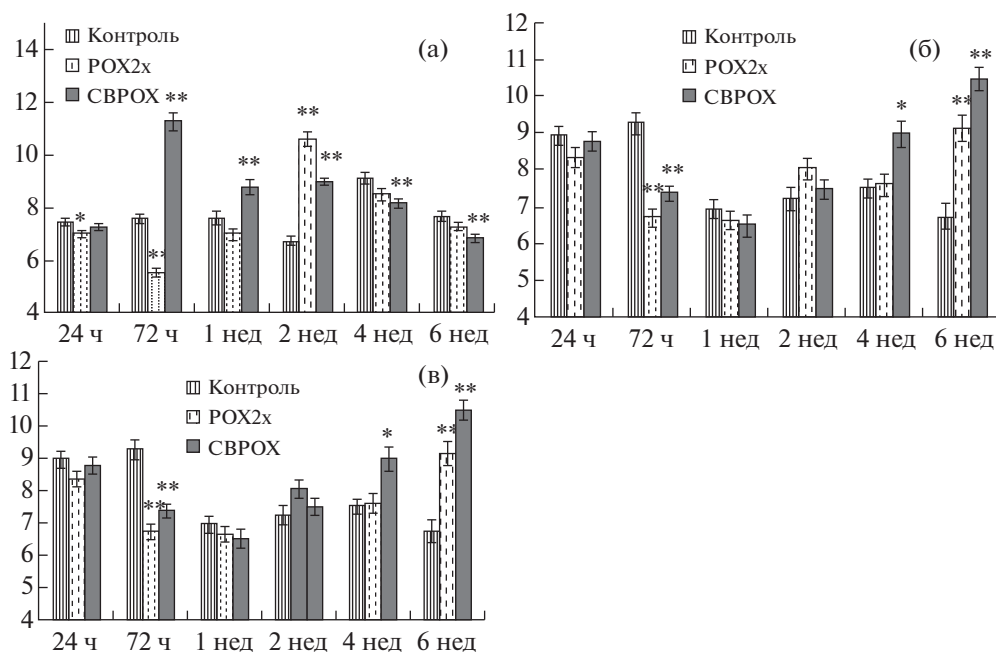 (а)
Контроль
POX2x
CBPOX
14
12
10
8
6
4
* ** ** ** ** ** ** **
24 ч 72 ч 1 нед 2 нед 4 нед 6 нед
(б)
Контроль
POX2x
CBPOX
12
11
10
9
8
7
6
5
4
** ** * ** **
24 ч 72 ч 1 нед 2 нед 4 нед 6 нед
(в)
Контроль
POX2x
CBPOX
12
11
10
9
8
7
6
5
4
** ** * ** **
24 ч 72 ч 1 нед 2 нед 4 нед 6 нед